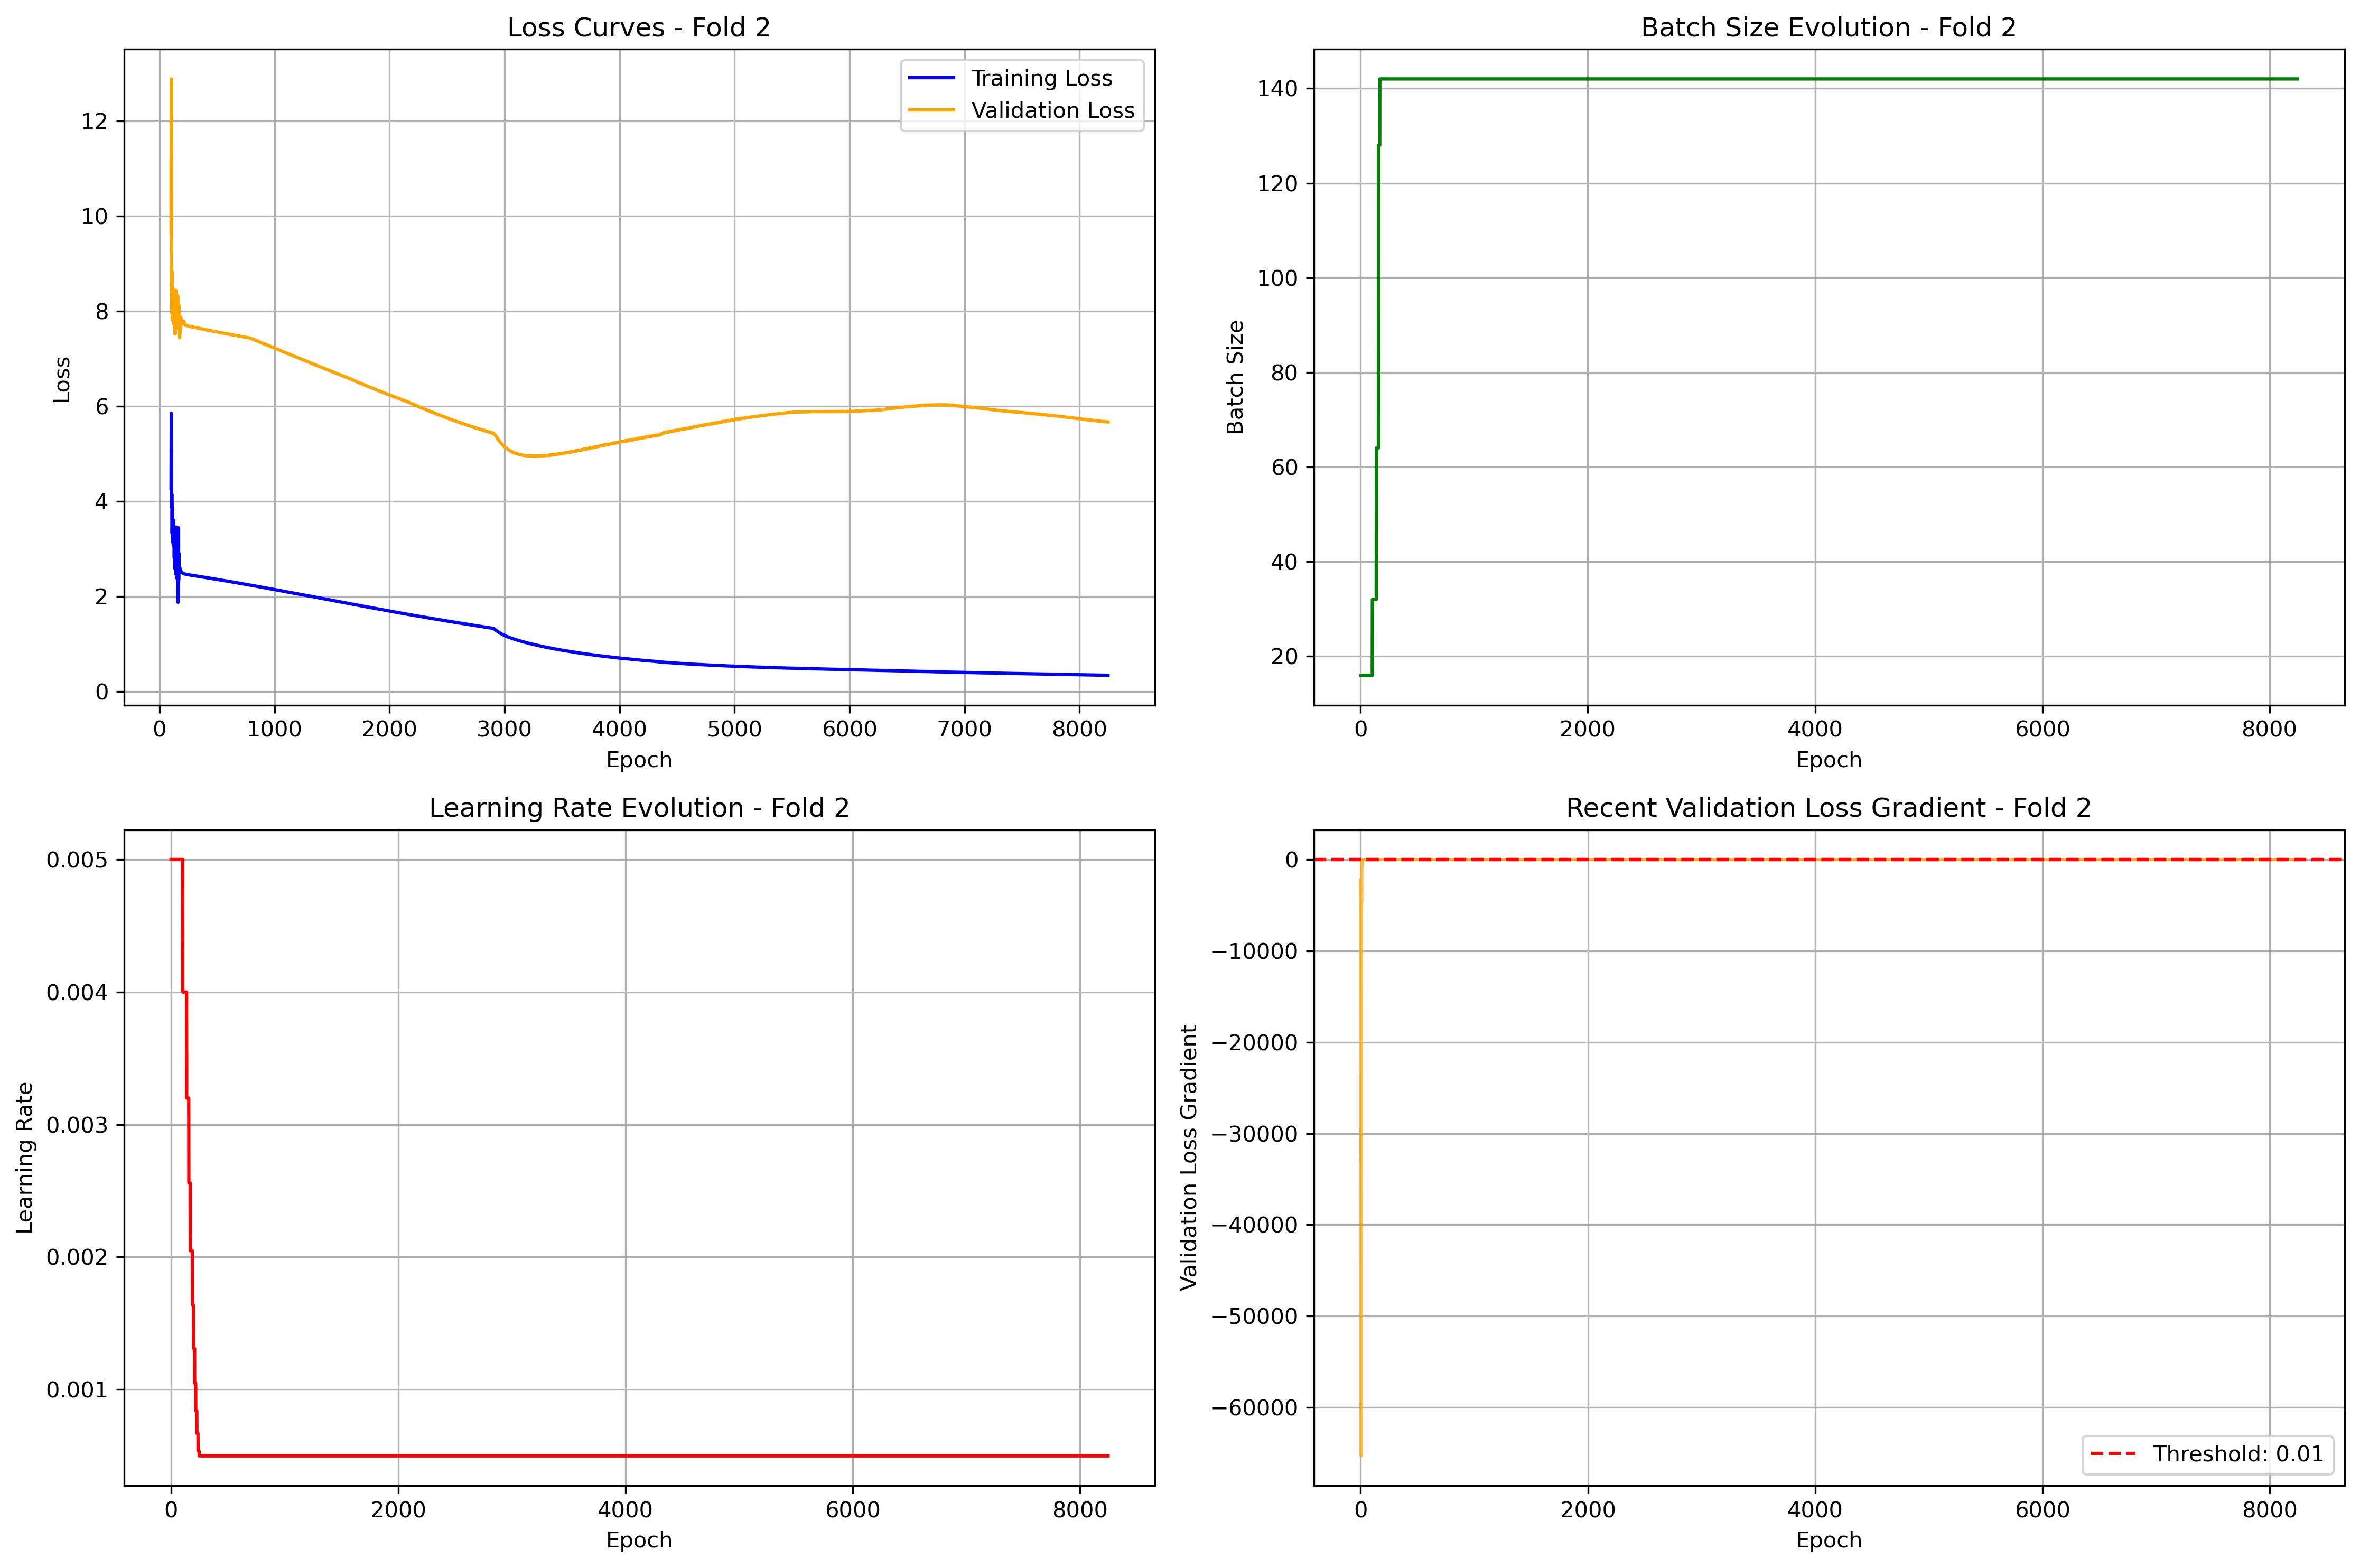 Loss Curves - Fold 2
Training Loss
Validation Loss
Loss
12
10
8
6
4
2
0
0 1000 2000 3000 4000 5000 6000 7000 8000
Epoch
Batch Size Evolution - Fold 2
Batch Size
140
120
100
80
60
40
20
0 2000 4000 6000 8000
Epoch
Learning Rate Evolution - Fold 2
Learning Rate
0.005
0.004
0.003
0.002
0.001
0 2000 4000 6000 8000
Epoch
Recent Validation Loss Gradient - Fold 2
Validation Loss Gradient
0
−10000
−20000
−30000
−40000
−50000
−60000
Threshold: 0.01
0 2000 4000 6000 8000
Epoch